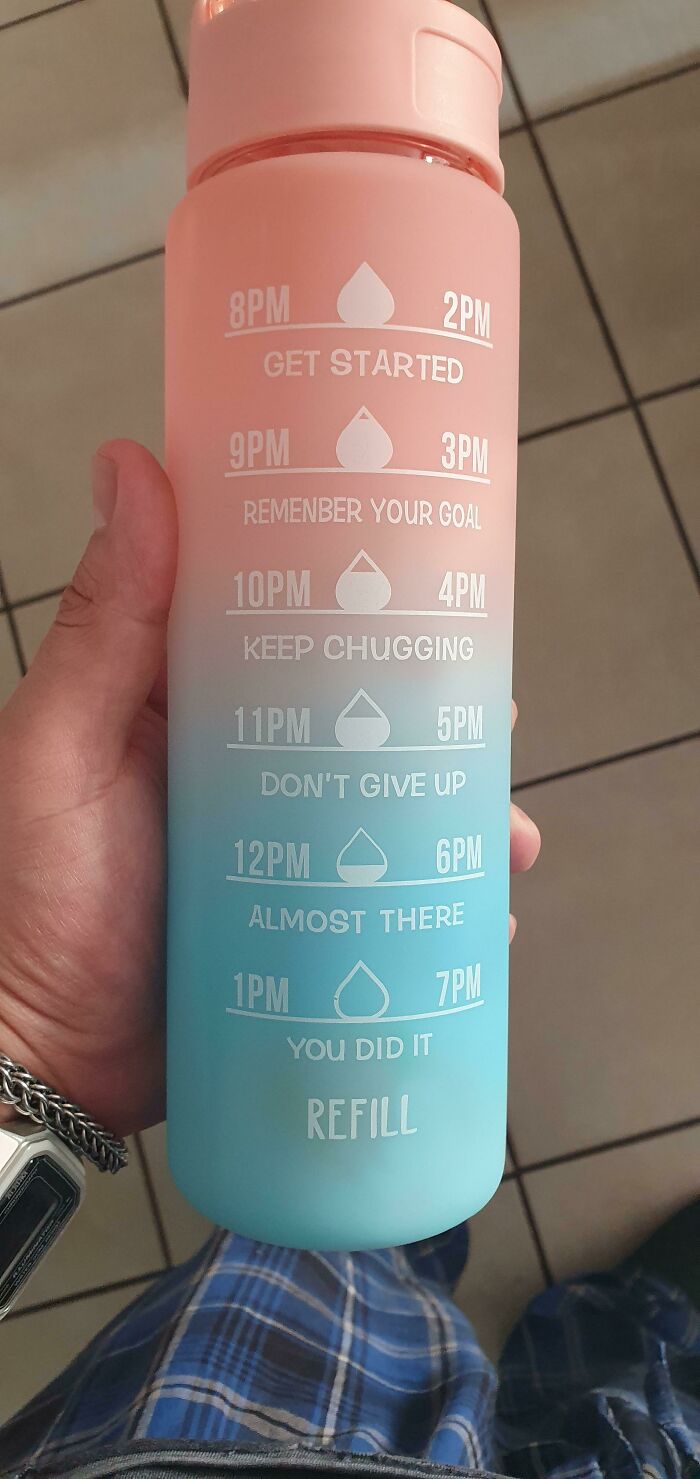 8PM 2PM
GET STARTED
9PM 3PM
REMENBER YOUR GOAL
10PM 4PM
KEEP CHUGGING
11PM 5PM
DON'T GIVE UP
12PM 6PM
ALMOST THERE
1PM 7PM
YOU DID IT
REFILL